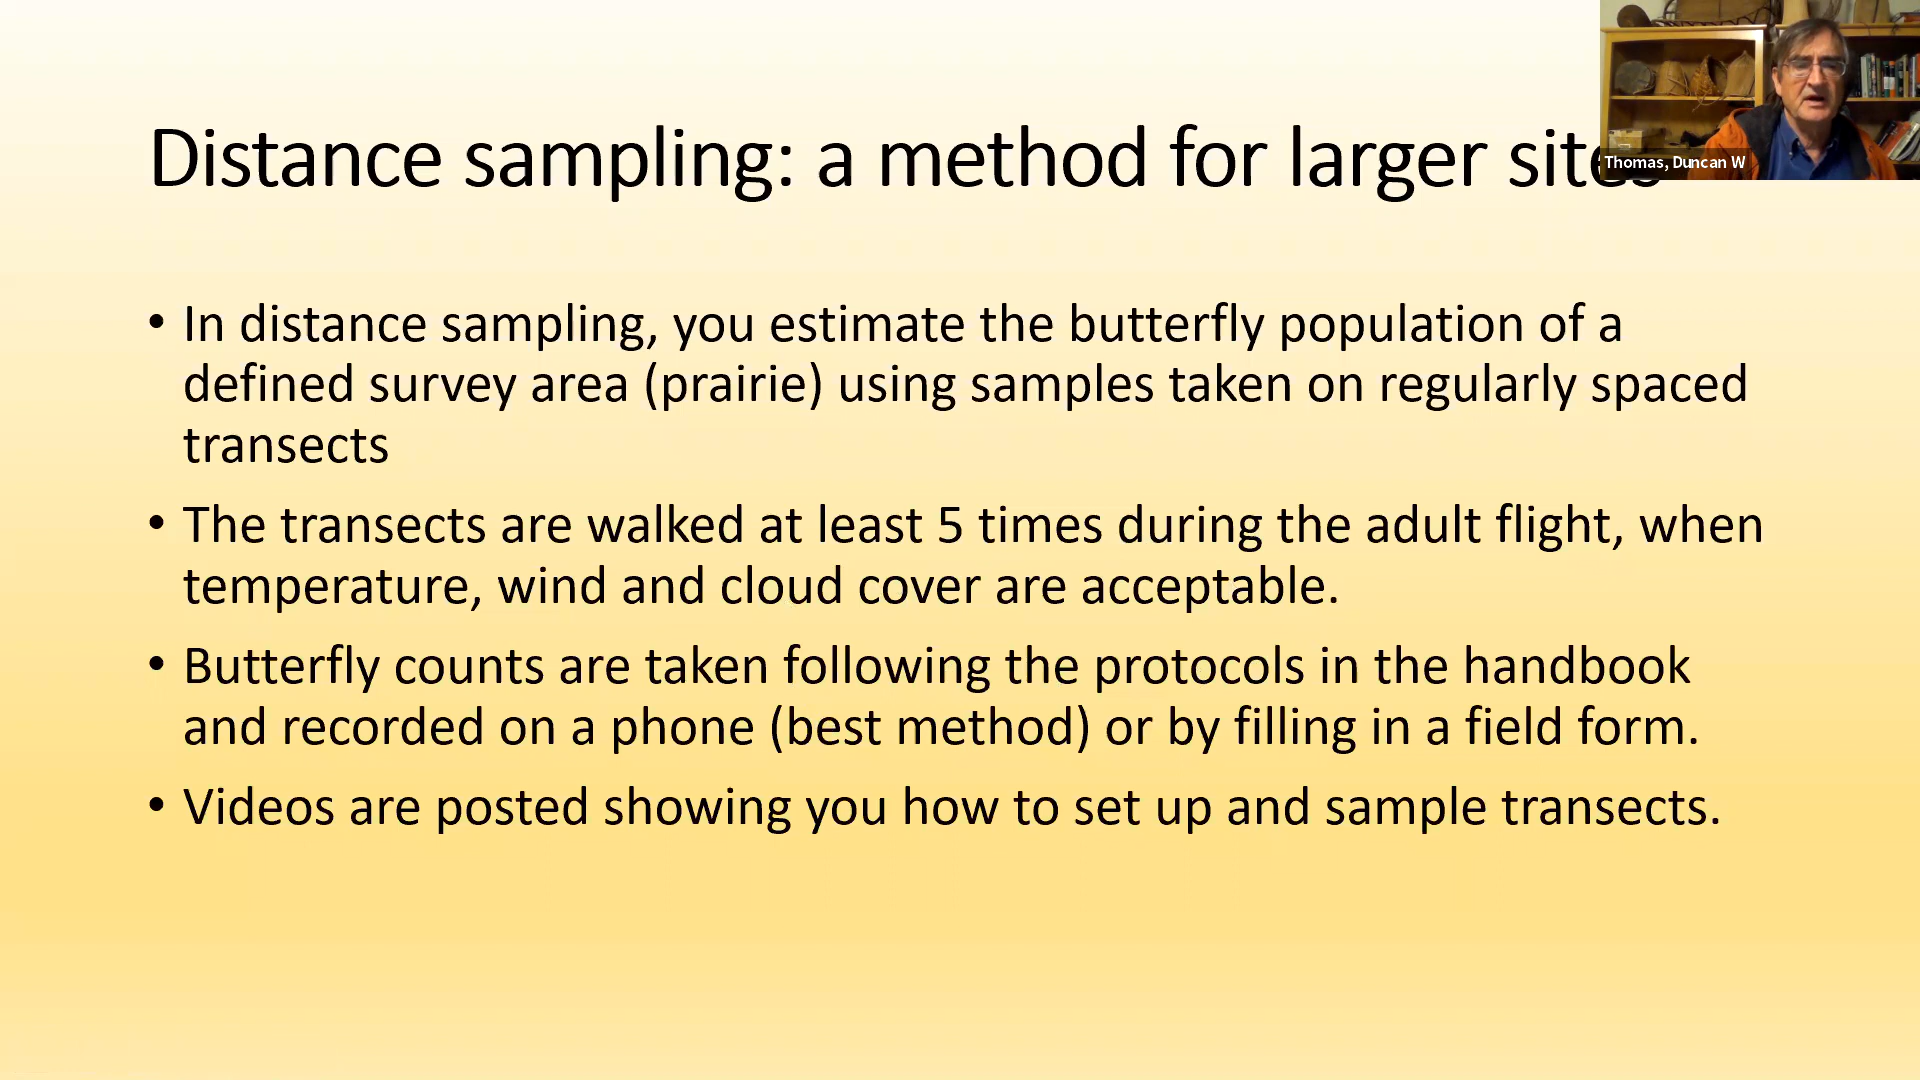 Distance sampling: a method for larger sites
Thomas, Duncan W
• In distance sampling, you estimate the butterfly population of a
defined survey area (prairie) using samples taken on regularly spaced
transects
• The transects are walked at least 5 times during the adult flight, when
temperature, wind and cloud cover are acceptable.
• Butterfly counts are taken following the protocols in the handbook
and recorded on a phone (best method) or by filling in a field form.
• Videos are posted showing you how to set up and sample transects.